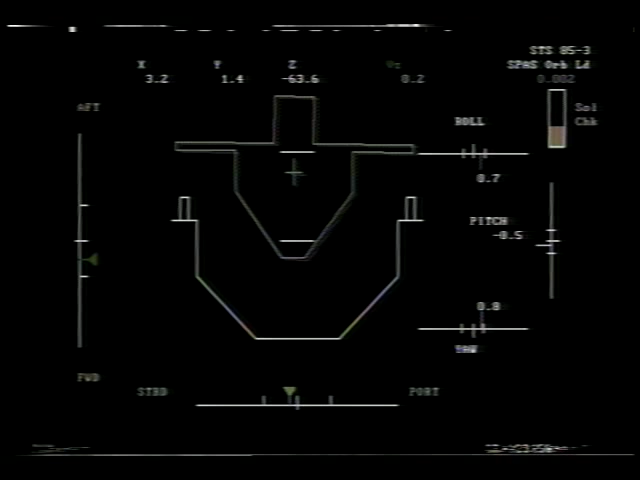 STS 85-3
SPAS Orb Ld
0.002
X Y Z
3.2 1.4 -63.6 0.2
AFT
Sol
Chk
ROLL
0.7
PITCH
-0.5
0.8
YAW
FWD
STBD PORT